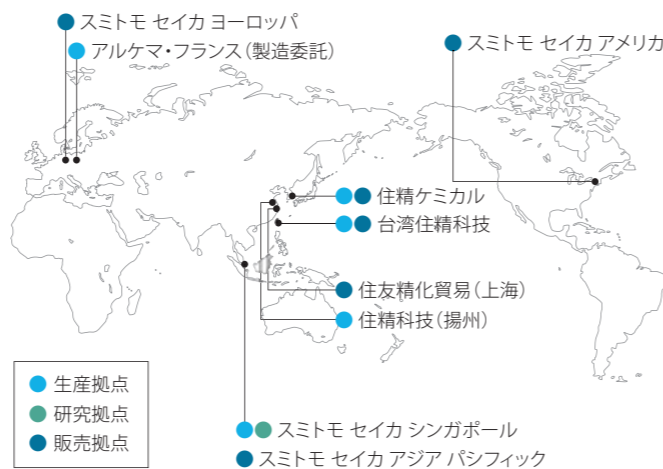 スミトモ セイカ ヨーロッパ
アルケマ・フランス（製造委託）
スミトモ セイカ アメリカ
住精ケミカル
台湾住精科技
住友精化貿易（上海）
住精科技（揚州）
生産拠点
研究拠点
販売拠点
スミトモ セイカ シンガポール
スミトモ セイカ アジア パシフィック